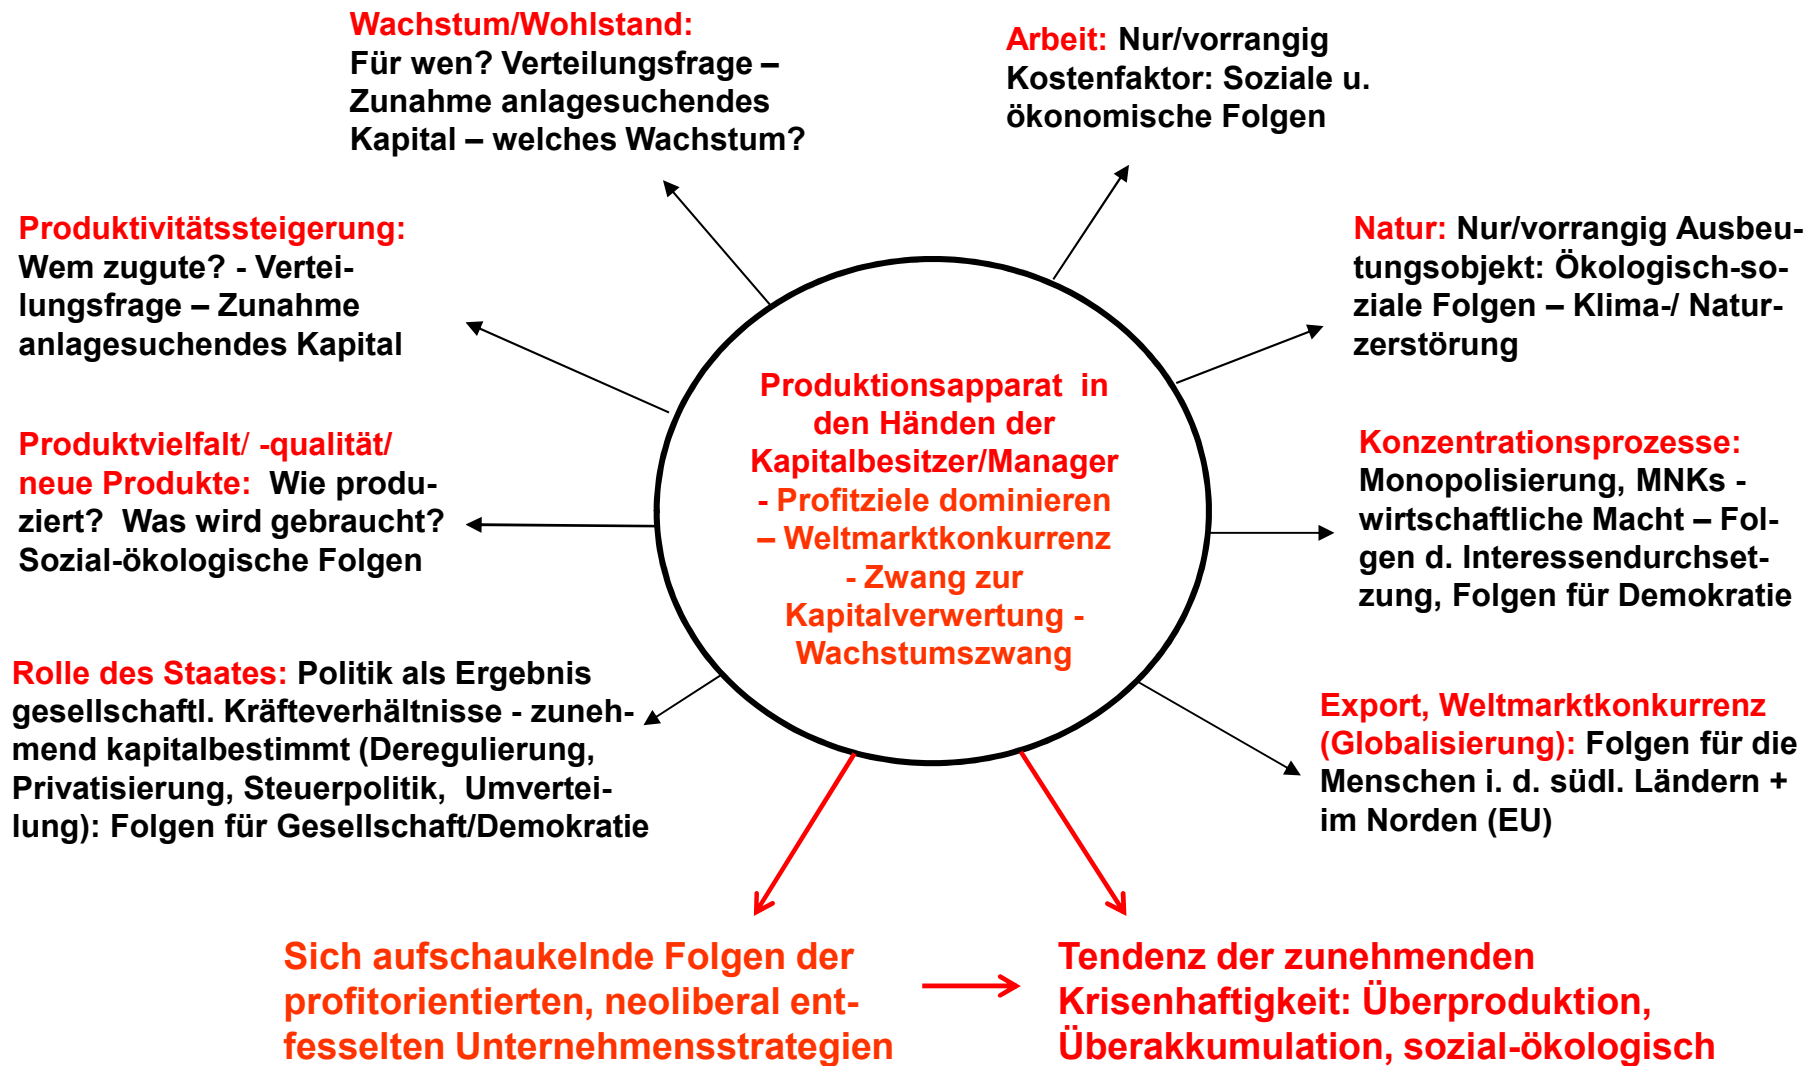 Wachstum/Wohlstand:
Für wen? Verteilungsfrage –
Zunahme anlagesuchendes
Kapital – welches Wachstum?
Arbeit: Nur/vorrangig
Kostenfaktor: Soziale u.
ökonomische Folgen
Produktivitätssteigerung:
Wem zugute? - Vertei-
lungsfrage – Zunahme
anlagesuchendes Kapital
Natur: Nur/vorrangig Ausbeu-
tungsobjekt: Ökologisch-so-
ziale Folgen – Klima-/ Natur-
zerstörung
Produktionsapparat in
den Händen der
Kapitalbesitzer/Manager
- Profitziele dominieren
– Weltmarktkonkurrenz
- Zwang zur
Kapitalverwertung -
Wachstumszwang
Produktvielfalt/ -qualität/
neue Produkte: Wie produ-
ziert? Was wird gebraucht?
Sozial-ökologische Folgen
Konzentrationsprozesse:
Monopolisierung, MNKs -
wirtschaftliche Macht – Fol-
gen d. Interessendurchset-
zung, Folgen für Demokratie
Rolle des Staates: Politik als Ergebnis
gesellschaftl. Kräfteverhältnisse - zuneh-
mend kapitalbestimmt (Deregulierung,
Privatisierung, Steuerpolitik, Umvertei-
lung): Folgen für Gesellschaft/Demokratie
Export, Weltmarktkonkurrenz
(Globalisierung): Folgen für die
Menschen i. d. südl. Ländern +
im Norden (EU)
Sich aufschaukelnde Folgen der
profitorientierten, neoliberal ent-
fesselten Unternehmensstrategien
Tendenz der zunehmenden
Krisenhaftigkeit: Überproduktion,
Überakkumulation, sozial-ökologisch